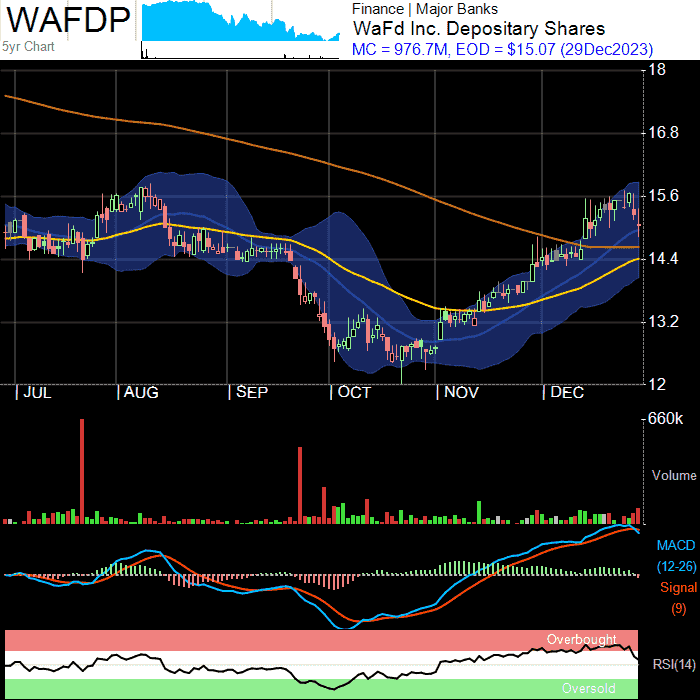 WAFDP
5yr Chart
Finance | Major Banks
WaFd Inc. Depositary Shares
MC = 976.7M, EOD = $15.07 (29Dec2023)
18
16.8
15.6
14.4
13.2
12
JUL AUG SEP OCT NOV DEC
660k
Volume
MACD
(12-26)
Signal
(9)
Overbought
RSI(14)
Oversold